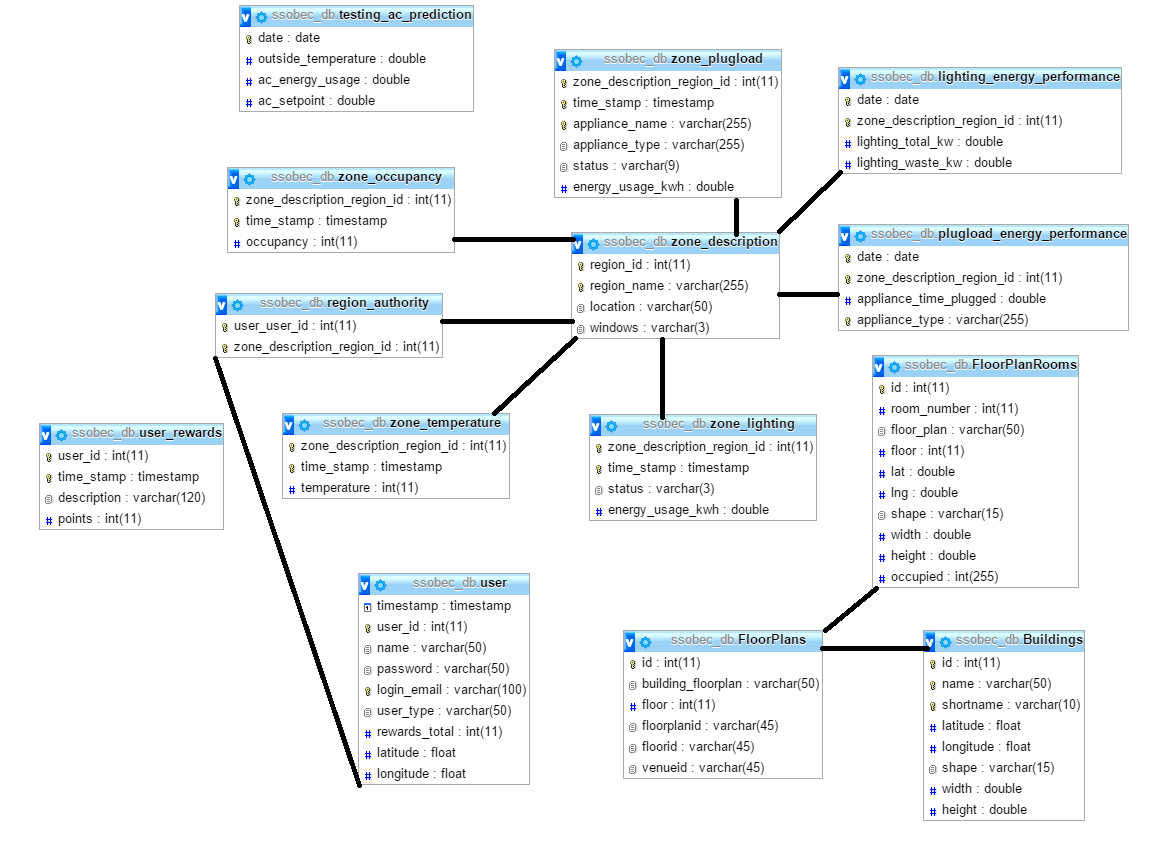 ssobec_db.testing_ac_prediction
date : date
outside_temperature : double
ac_energy_usage : double
ac_setpoint : double
ssobec_db.zone_plugload
zone_description_region_id : int(11)
time_stamp : timestamp
appliance_name : varchar(255)
appliance_type : varchar(255)
status : varchar(9)
energy_usage_kwh : double
ssobec_db.lighting_energy_performance
date : date
zone_description_region_id : int(11)
lighting_total_kw : double
lighting_waste_kw : double
ssobec_db.zone_occupancy
zone_description_region_id : int(11)
time_stamp : timestamp
occupancy : int(11)
ssobec_db.zone_description
region_id : int(11)
region_name : varchar(255)
location : varchar(50)
windows : varchar(3)
ssobec_db.plugload_energy_performance
date : date
zone_description_region_id : int(11)
appliance_time_plugged : double
appliance_type : varchar(255)
ssobec_db.region_authority
user_user_id : int(11)
zone_description_region_id : int(11)
ssobec_db.FloorPlanRooms
id : int(11)
room_number : int(11)
floor_plan : varchar(50)
floor : int(11)
lat : double
lng : double
shape : varchar(15)
width : double
height : double
occupied : int(255)
ssobec_db.user_rewards
user_id : int(11)
time_stamp : timestamp
description : varchar(120)
points : int(11)
ssobec_db.zone_temperature
zone_description_region_id : int(11)
time_stamp : timestamp
temperature : int(11)
ssobec_db.zone_lighting
zone_description_region_id : int(11)
time_stamp : timestamp
status : varchar(3)
energy_usage_kwh : double
ssobec_db.user
timestamp : timestamp
user_id : int(11)
name : varchar(50)
password : varchar(50)
login_email : varchar(100)
user_type : varchar(50)
rewards_total : int(11)
latitude : float
longitude : float
ssobec_db.FloorPlans
id : int(11)
building_floorplan : varchar(50)
floor : int(11)
floorplanid : varchar(45)
floorid : varchar(45)
venueid : varchar(45)
ssobec_db.Buildings
id : int(11)
name : varchar(50)
shortname : varchar(10)
latitude : float
longitude : float
shape : varchar(15)
width : double
height : double